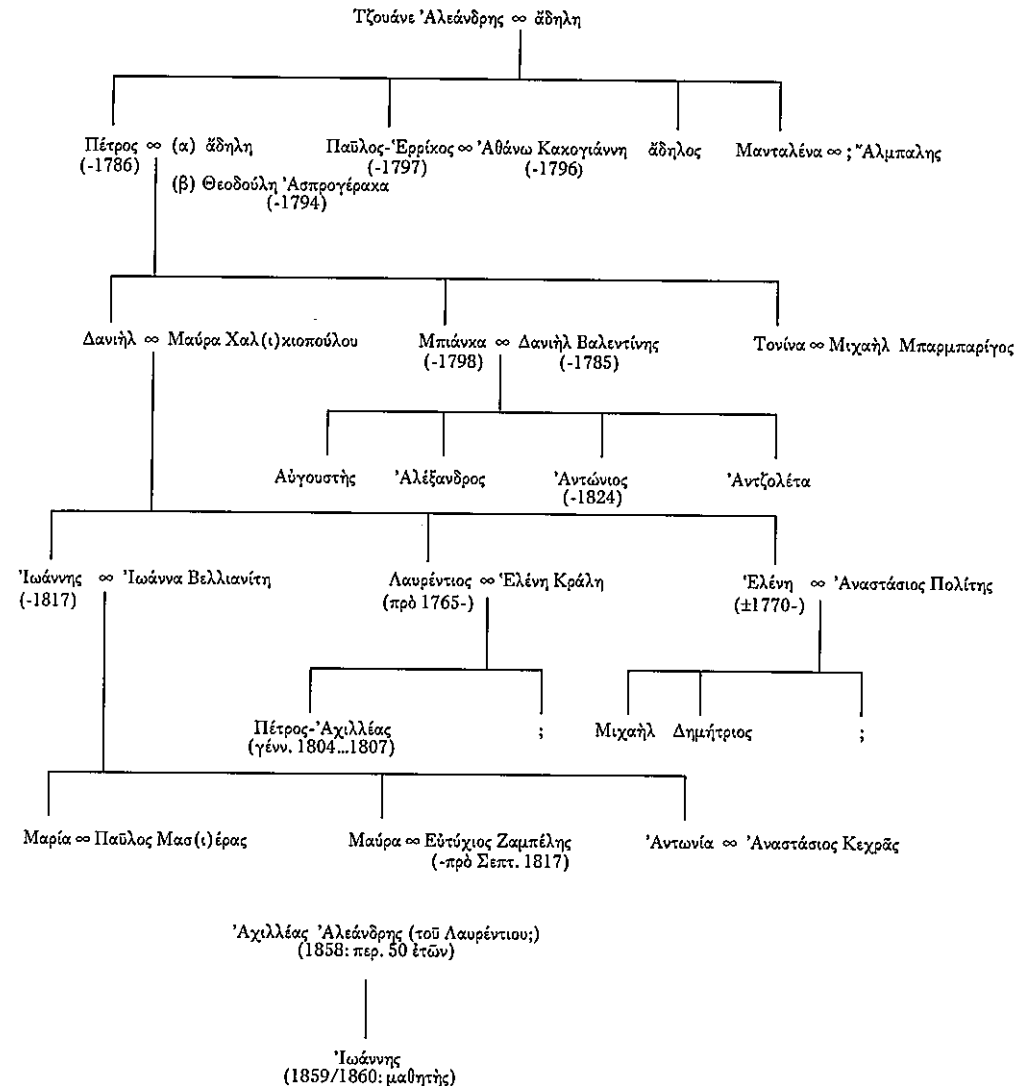 Τζουάνε Ἀλεάνδρης ∞ ἄδηλη
Πέτρος ∞ (α) ἄδηλη Παῦλος-Ἑρρίκος ∞ Ἀθάνω Κακογιάννη ἄδηλος Μανταλένα ∞ ; Ἄλμπαλης
(-1786) (-1797) (-1796)
(β) Θεοδούλη Ἀσπρογέρακα
(-1794)
Δανιὴλ ∞ Μαύρα Χαλ(ι)κιοπούλου Μπιάνκα ∞ Δανιὴλ Βαλεντίνης Τονίνα ∞ Μιχαὴλ Μπαρμπαρίγος
(-1798) (-1785)
Αὐγουστὴς Ἀλέξανδρος Ἀντώνιος Ἀντζολέτα
(-1824)
Ἰωάννης ∞ Ἰωάννα Βελλιανίτη Λαυρέντιος ∞ Ἑλένη Κράλη Ἑλένη ∞ Ἀναστάσιος Πολίτης
(-1817) (πρὸ 1765-) (±1770-)
Πέτρος-Ἀχιλλέας ; Μιχαὴλ Δημήτριος ;
(γένν. 1804...1807)
Μαρία ∞ Παῦλος Μασ(ι)έρας Μαύρα ∞ Εὐτύχιος Ζαμπέλης Ἀντωνία ∞ Ἀναστάσιος Κεχρᾶς
(-πρὸ Σεπτ. 1817)
Ἀχιλλέας Ἀλεάνδρης (τοῦ Λαυρέντιου;)
(1858: περ. 50 ἐτῶν)
Ἰωάννης
(1859/1860: μαθητὴς)